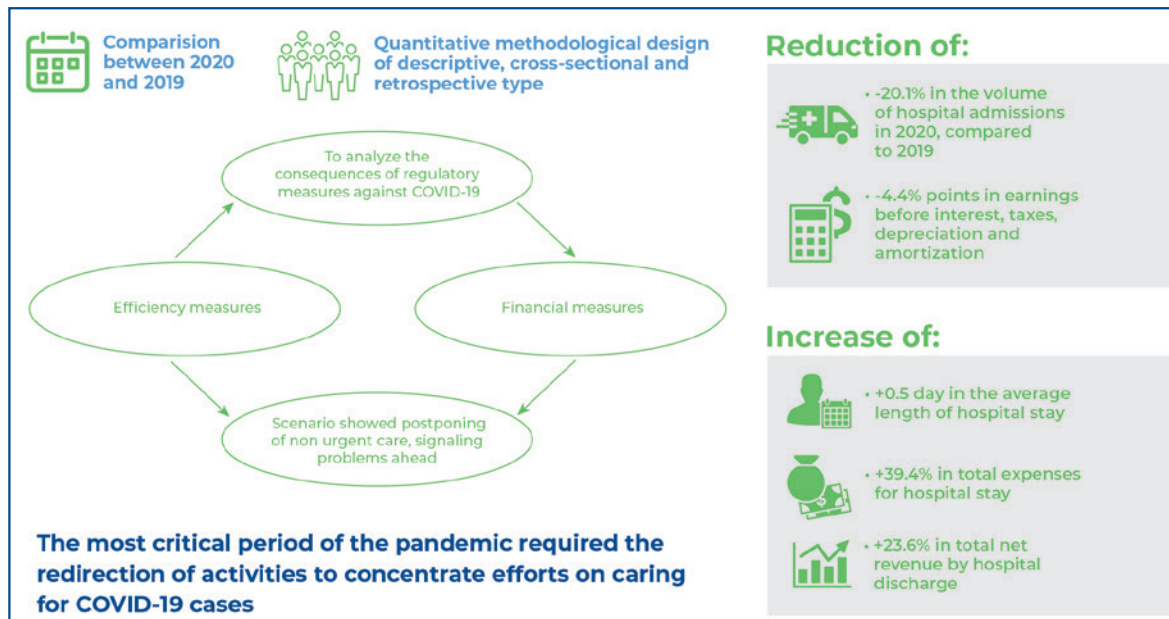 Comparision
between 2020
and 2019
Quantitative methodological design
of descriptive, cross-sectional and
retrospective type
To analyze the
consequences of regulatory
measures against COVID-19
Efficiency measures
Financial measures
Scenario showed postponing
of non urgent care, signaling
problems ahead
The most critical period of the pandemic required the
redirection of activities to concentrate efforts on caring
for COVID-19 cases
Reduction of:
• -20.1% in the volume
of hospital admissions
in 2020, compared
to 2019
• -4.4% points in earnings
before interest, taxes,
depreciation and
amortization
Increase of:
• +0.5 day in the average
length of hospital stay
• +39.4% in total expenses
for hospital stay
• +23.6% in total net
revenue by hospital
discharge